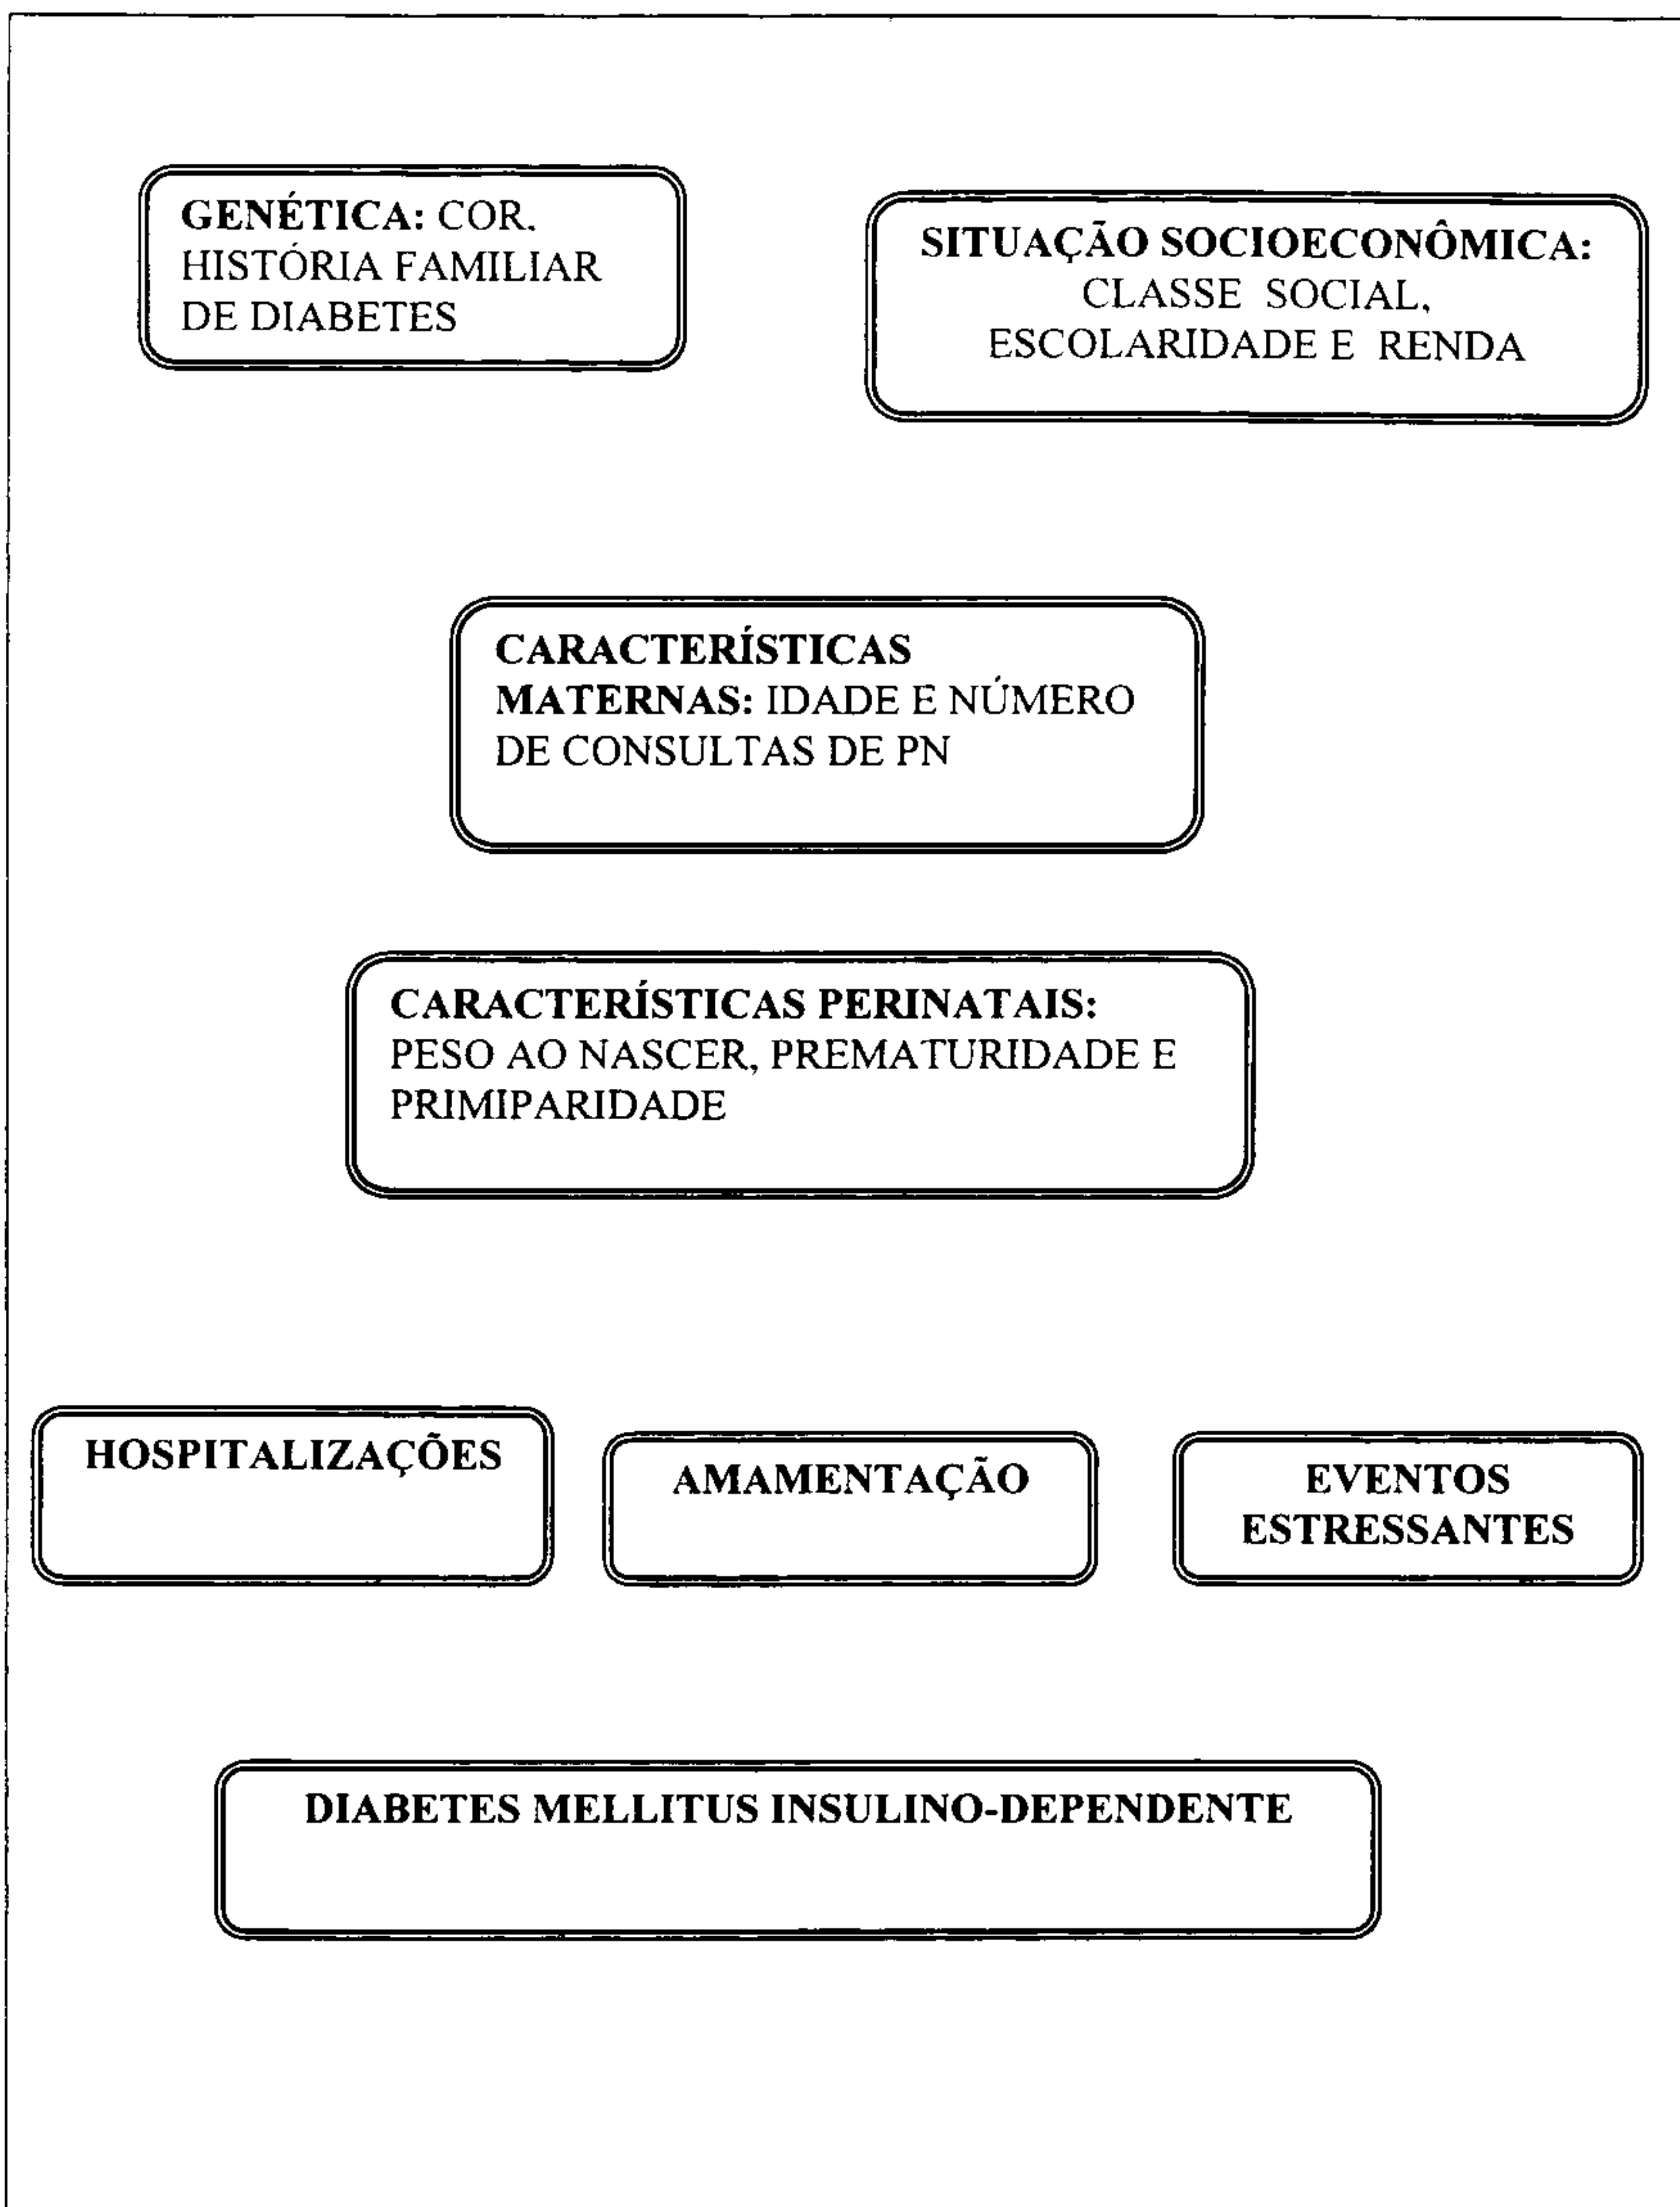 GENÉTICA: COR.
HISTÓRIA FAMILIAR
DE DIABETES
SITUAÇÃO SOCIOECONÔMICA:
CLASSE SOCIAL,
ESCOLARIDADE E RENDA
CARACTERÍSTICAS
MATERNAS: IDADE E NÚMERO
DE CONSULTAS DE PN
CARACTERÍSTICAS PERINATAIS:
PESO AO NASCER, PREMATURIDADE E
PRIMIPARIDADE
HOSPITALIZAÇÕES
AMAMENTAÇÃO
EVENTOS
ESTRESSANTES
DIABETES MELLITUS INSULINO-DEPENDENTE